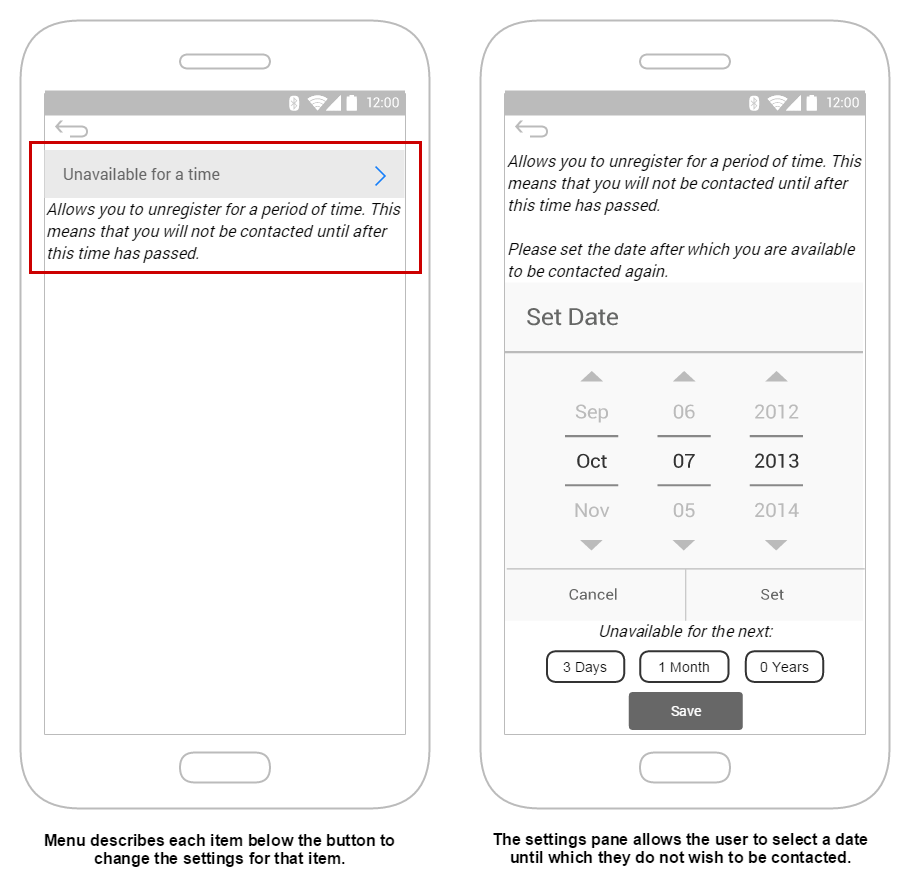 12:00
Unavailable for a time
Allows you to unregister for a period of time. This
means that you will not be contacted until after
this time has passed.
Menu describes each item below the button to
change the settings for that item.
12:00
Allows you to unregister for a period of time. This
means that you will not be contacted until after
this time has passed.
Please set the date after which you are available
to be contacted again.
Set Date
Sep 06 2012
Oct 07 2013
Nov 05 2014
Cancel Set
Unavailable for the next:
3 Days 1 Month 0 Years
Save
The settings pane allows the user to select a date
until which they do not wish to be contacted.